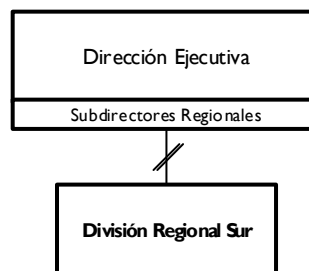 Dirección Ejecutiva
Subdirectores Regionales
División Regional Sur